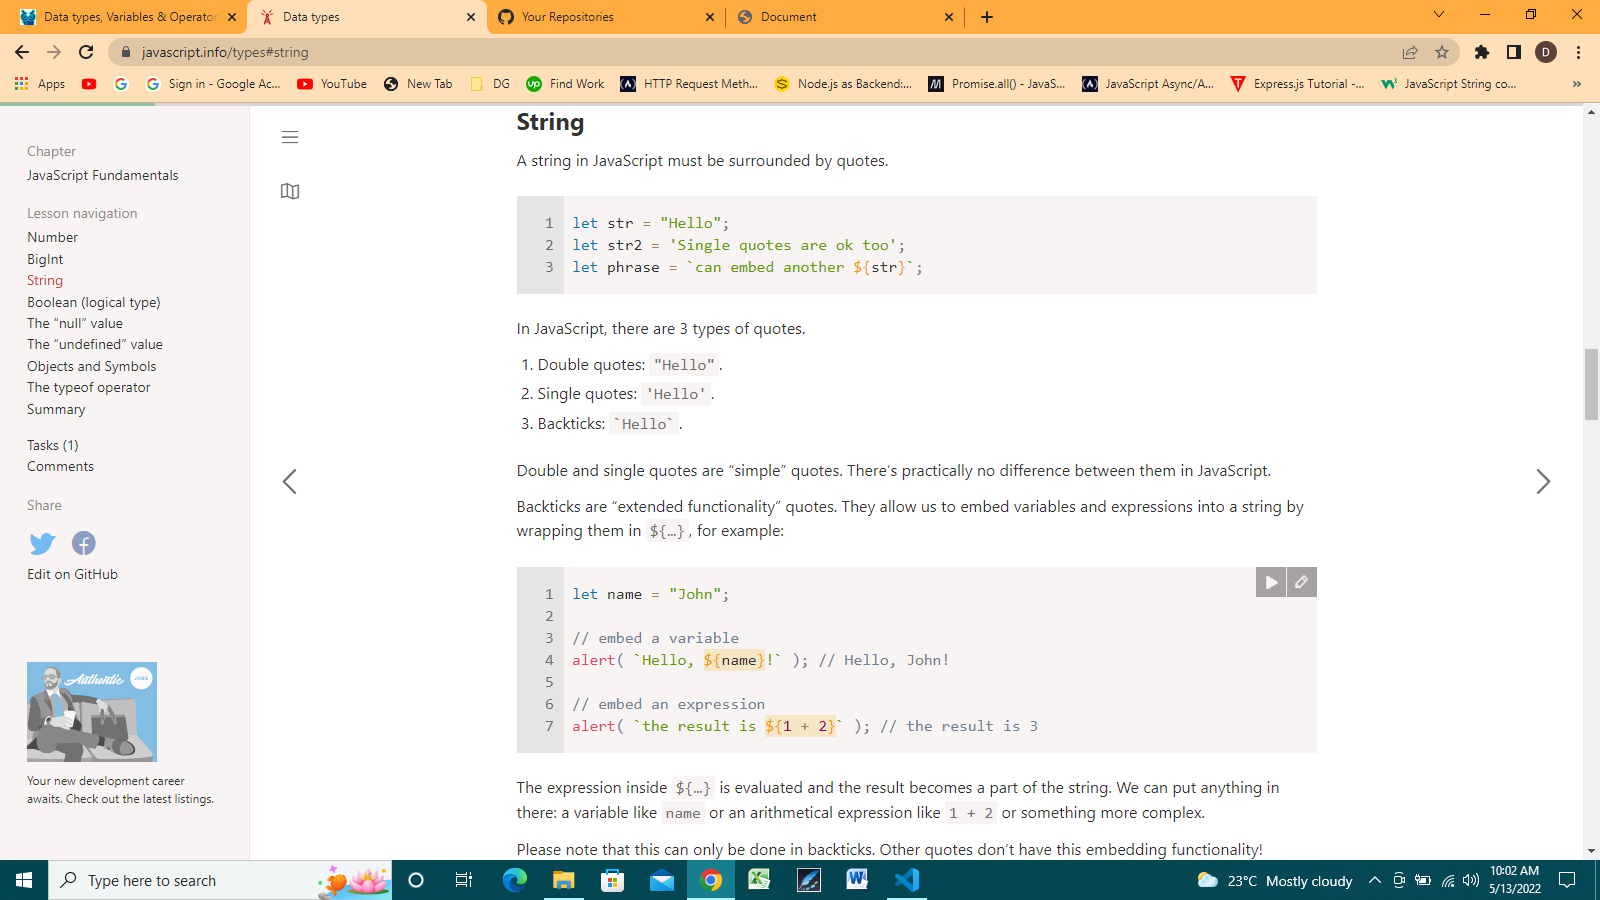 Data types, Variables & Operator
Data types
Your Repositories
Document
javascript.info/types#string
D
Apps
G
Sign in - Google Ac...
YouTube
New Tab
DG
up
Find Work
HTTP Request Meth...
Node.js as Backend:...
Promise.all() - JavaS...
JavaScript Async/A...
Express.js Tutorial -...
JavaScript String co...
»
Chapter
JavaScript Fundamentals
Lesson navigation
Number
BigInt
String
Boolean (logical type)
The “null” value
The “undefined” value
Objects and Symbols
The typeof operator
Summary
Tasks (1)
Comments
Share
Edit on GitHub
Authentic JOBS
Your new development career
awaits. Check out the latest listings.
String
A string in JavaScript must be surrounded by quotes.
1 let str = "Hello";
2 let str2 = 'Single quotes are ok too';
3 let phrase = `can embed another ${str}`;
In JavaScript, there are 3 types of quotes.
1. Double quotes: "Hello".
2. Single quotes: 'Hello'.
3. Backticks: `Hello`.
Double and single quotes are “simple” quotes. There’s practically no difference between them in JavaScript.
Backticks are “extended functionality” quotes. They allow us to embed variables and expressions into a string by
wrapping them in ${…}, for example:
1 let name = "John";
2
3 // embed a variable
4 alert( `Hello, ${name}!` ); // Hello, John!
5
6 // embed an expression
7 alert( `the result is ${1 + 2}` ); // the result is 3
The expression inside ${…} is evaluated and the result becomes a part of the string. We can put anything in
there: a variable like name or an arithmetical expression like 1 + 2 or something more complex.
Please note that this can only be done in backticks. Other quotes don’t have this embedding functionality!
Type here to search
23°C Mostly cloudy
10:02 AM
5/13/2022